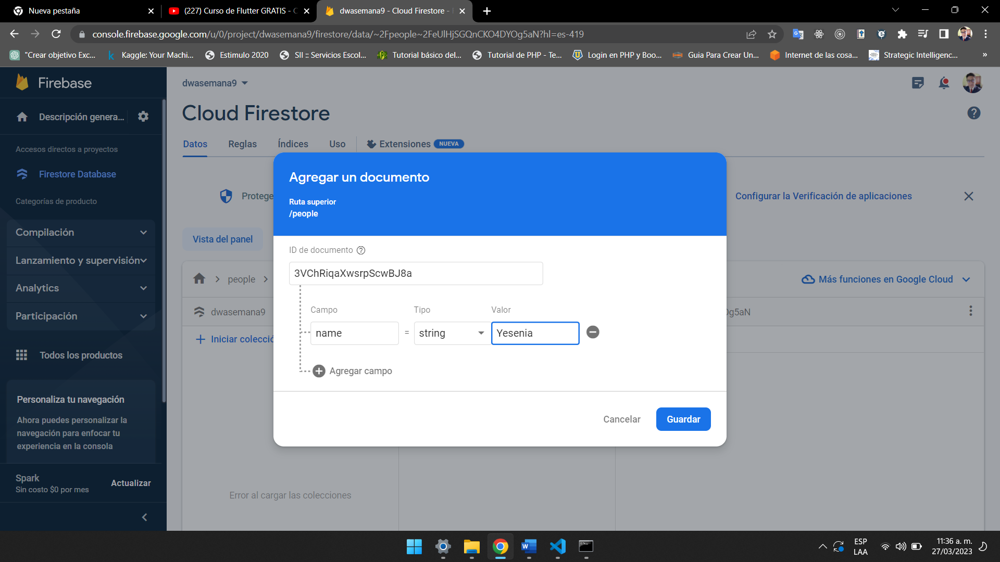 Nueva pestaña
(227) Curso de Flutter GRATIS - C
dwasemana9 - Cloud Firestore -
console.firebase.google.com/u/0/project/dwasemana9/firestore/data/~2Fpeople~2FeUlHjSGQnCKO4DYOg5aN?hl=es-419
"Crear objetivo Exc...
Kaggle: Your Machi...
Estimulo 2020
SII :: Servicios Escol...
Tutorial básico del...
Tutorial de PHP - Te...
Login en PHP y Boo...
Guia Para Crear Un...
Internet de las cosa...
Strategic Intelligenc...
»
Firebase
Descripción genera...
Accesos directos a proyectos
Firestore Database
Categorías de producto
Compilación
Lanzamiento y supervisión
Analytics
Participación
Todos los productos
Personaliza tu navegación
Ahora puedes personalizar la
navegación para enfocar tu
experiencia en la consola
Spark
Sin costo $0 por mes
Actualizar
dwasemana9
Cloud Firestore
Datos
Reglas
Índices
Uso
Extensiones
NUEVA
Protege
Configurar la Verificación de aplicaciones
Vista del panel
people
Más funciones en Google Cloud
dwasemana9
Og5aN
Iniciar colecció
Error al cargar las colecciones
Agregar un documento
Ruta superior
/people
ID de documento
3VChRiqaXwsrpScwBJ8a
Campo
Tipo
Valor
name
=
string
Yesenia
Agregar campo
Cancelar
Guardar
ESP
LAA
11:36 a. m.
27/03/2023